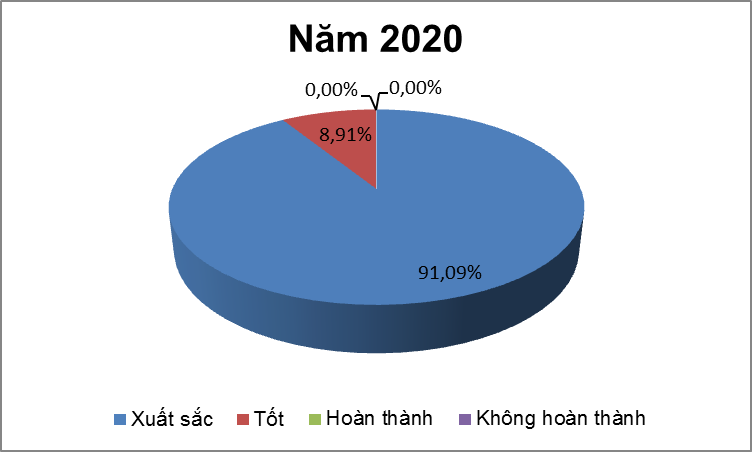 Năm 2020
0,00% 0,00%
8,91%
91,09%
Xuất sắc Tốt Hoàn thành Không hoàn thành